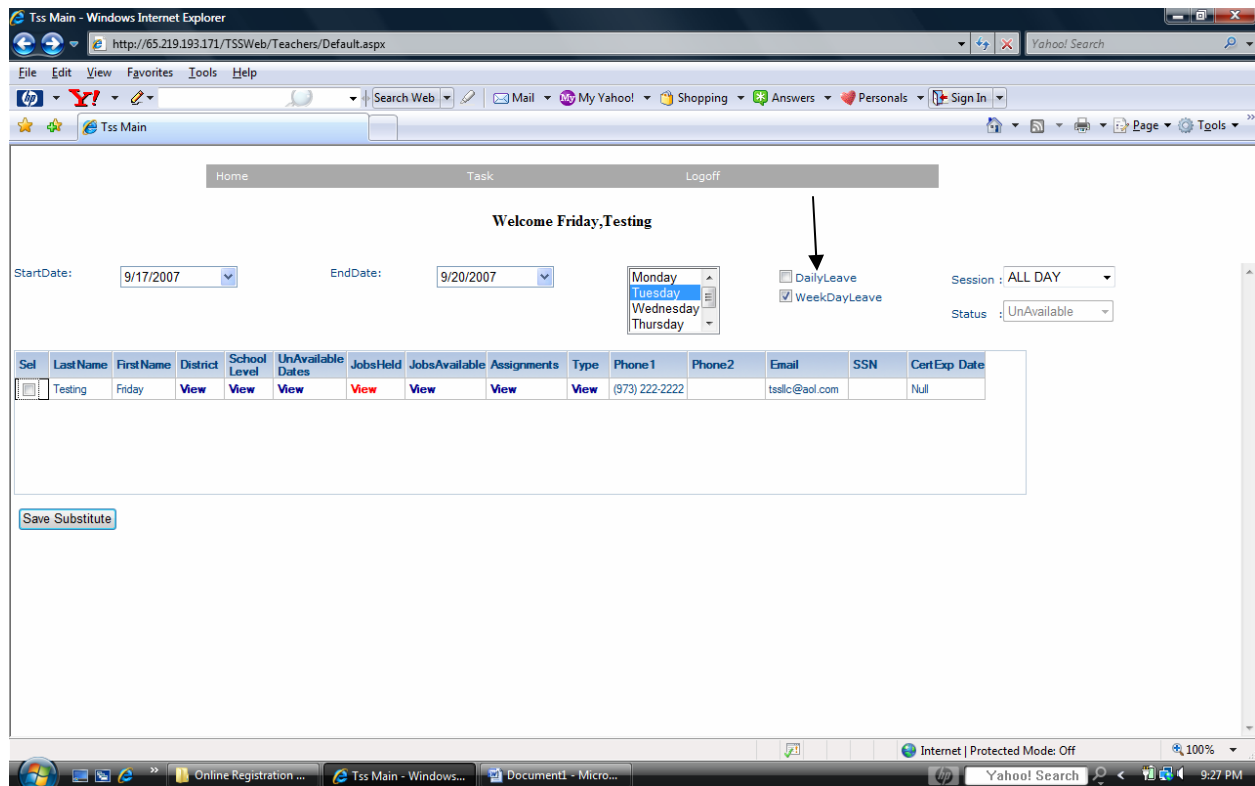 Tss Main - Windows Internet Explorer
http://65.219.193.171/TSSWeb/Teachers/Default.aspx
Yahoo! Search
File Edit View Favorites Tools Help
hp Y! Search Web Mail My Yahoo! Shopping Answers Personals Sign In
Tss Main
Page Tools
Home Task Logoff
Welcome Friday,Testing
StartDate: 9/17/2007 EndDate: 9/20/2007
Monday
Tuesday
Wednesday
Thursday
DailyLeave
WeekDayLeave
Session : ALL DAY
Status : UnAvailable
Sel LastName FirstName District School Level UnAvailable Dates JobsHeld JobsAvailable Assignments Type Phone1 Phone2 Email SSN CertExp Date
Testing Friday View View View View View View View (973) 222-2222 tssllc@aol.com Null
Save Substitute
Internet | Protected Mode: Off 100%
Online Registration ... Tss Main - Windows... Document1 - Micro... hp Yahoo! Search 9:27 PM